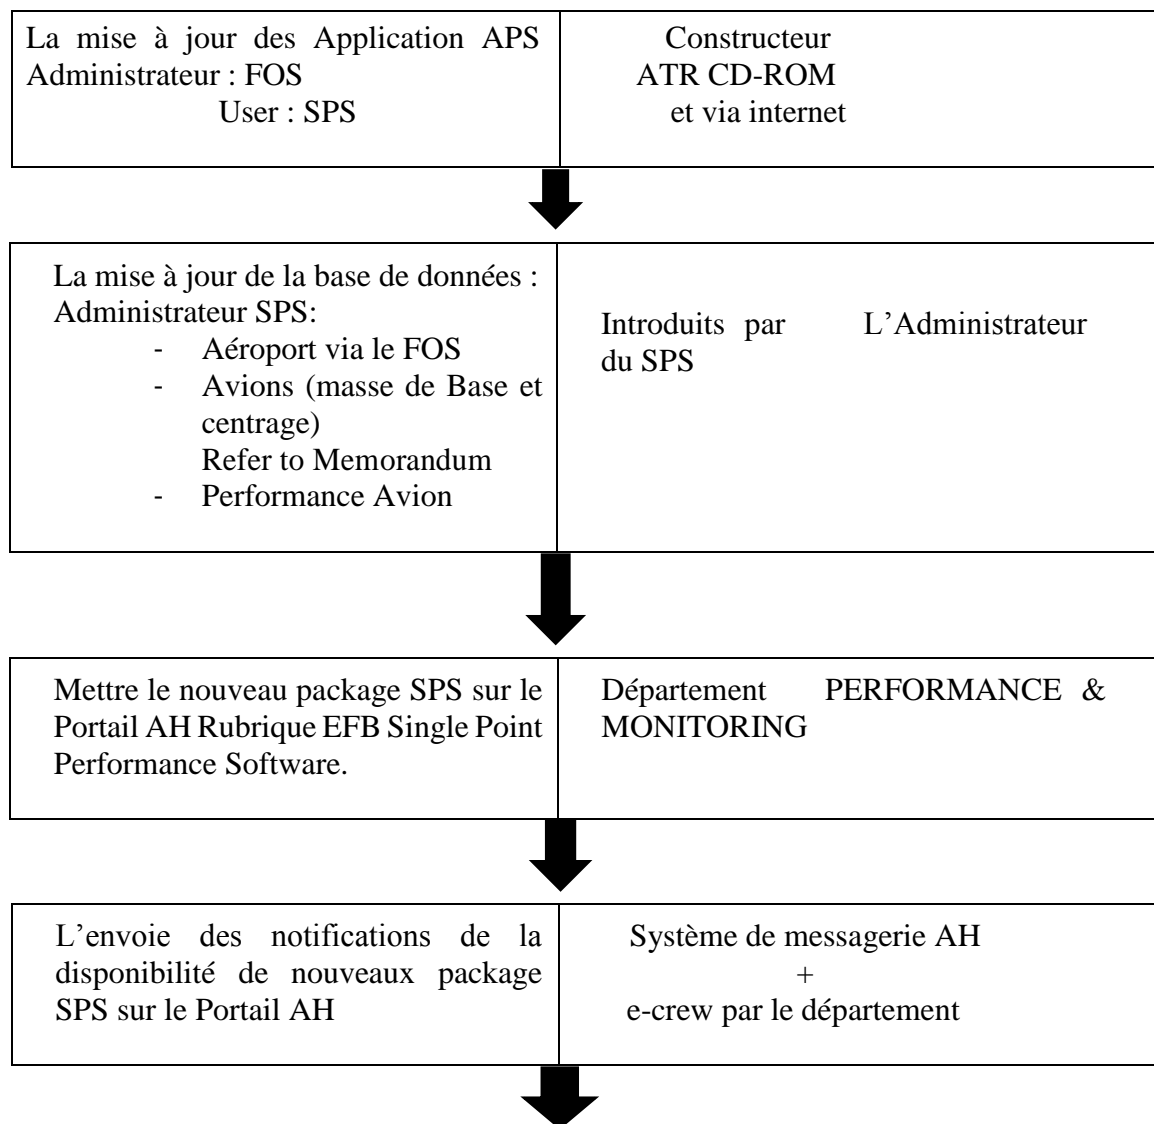 La mise à jour des Application APS
Administrateur : FOS
User : SPS
Constructeur
ATR CD-ROM
et via internet
La mise à jour de la base de données :
Administrateur SPS:
- Aéroport via le FOS
- Avions (masse de Base et
centrage)
Refer to Memorandum
- Performance Avion
Introduits par L’Administrateur
du SPS
Mettre le nouveau package SPS sur le
Portail AH Rubrique EFB Single Point
Performance Software.
Département PERFORMANCE &
MONITORING
L’envoie des notifications de la
disponibilité de nouveaux package
SPS sur le Portail AH
Système de messagerie AH
+
e-crew par le département